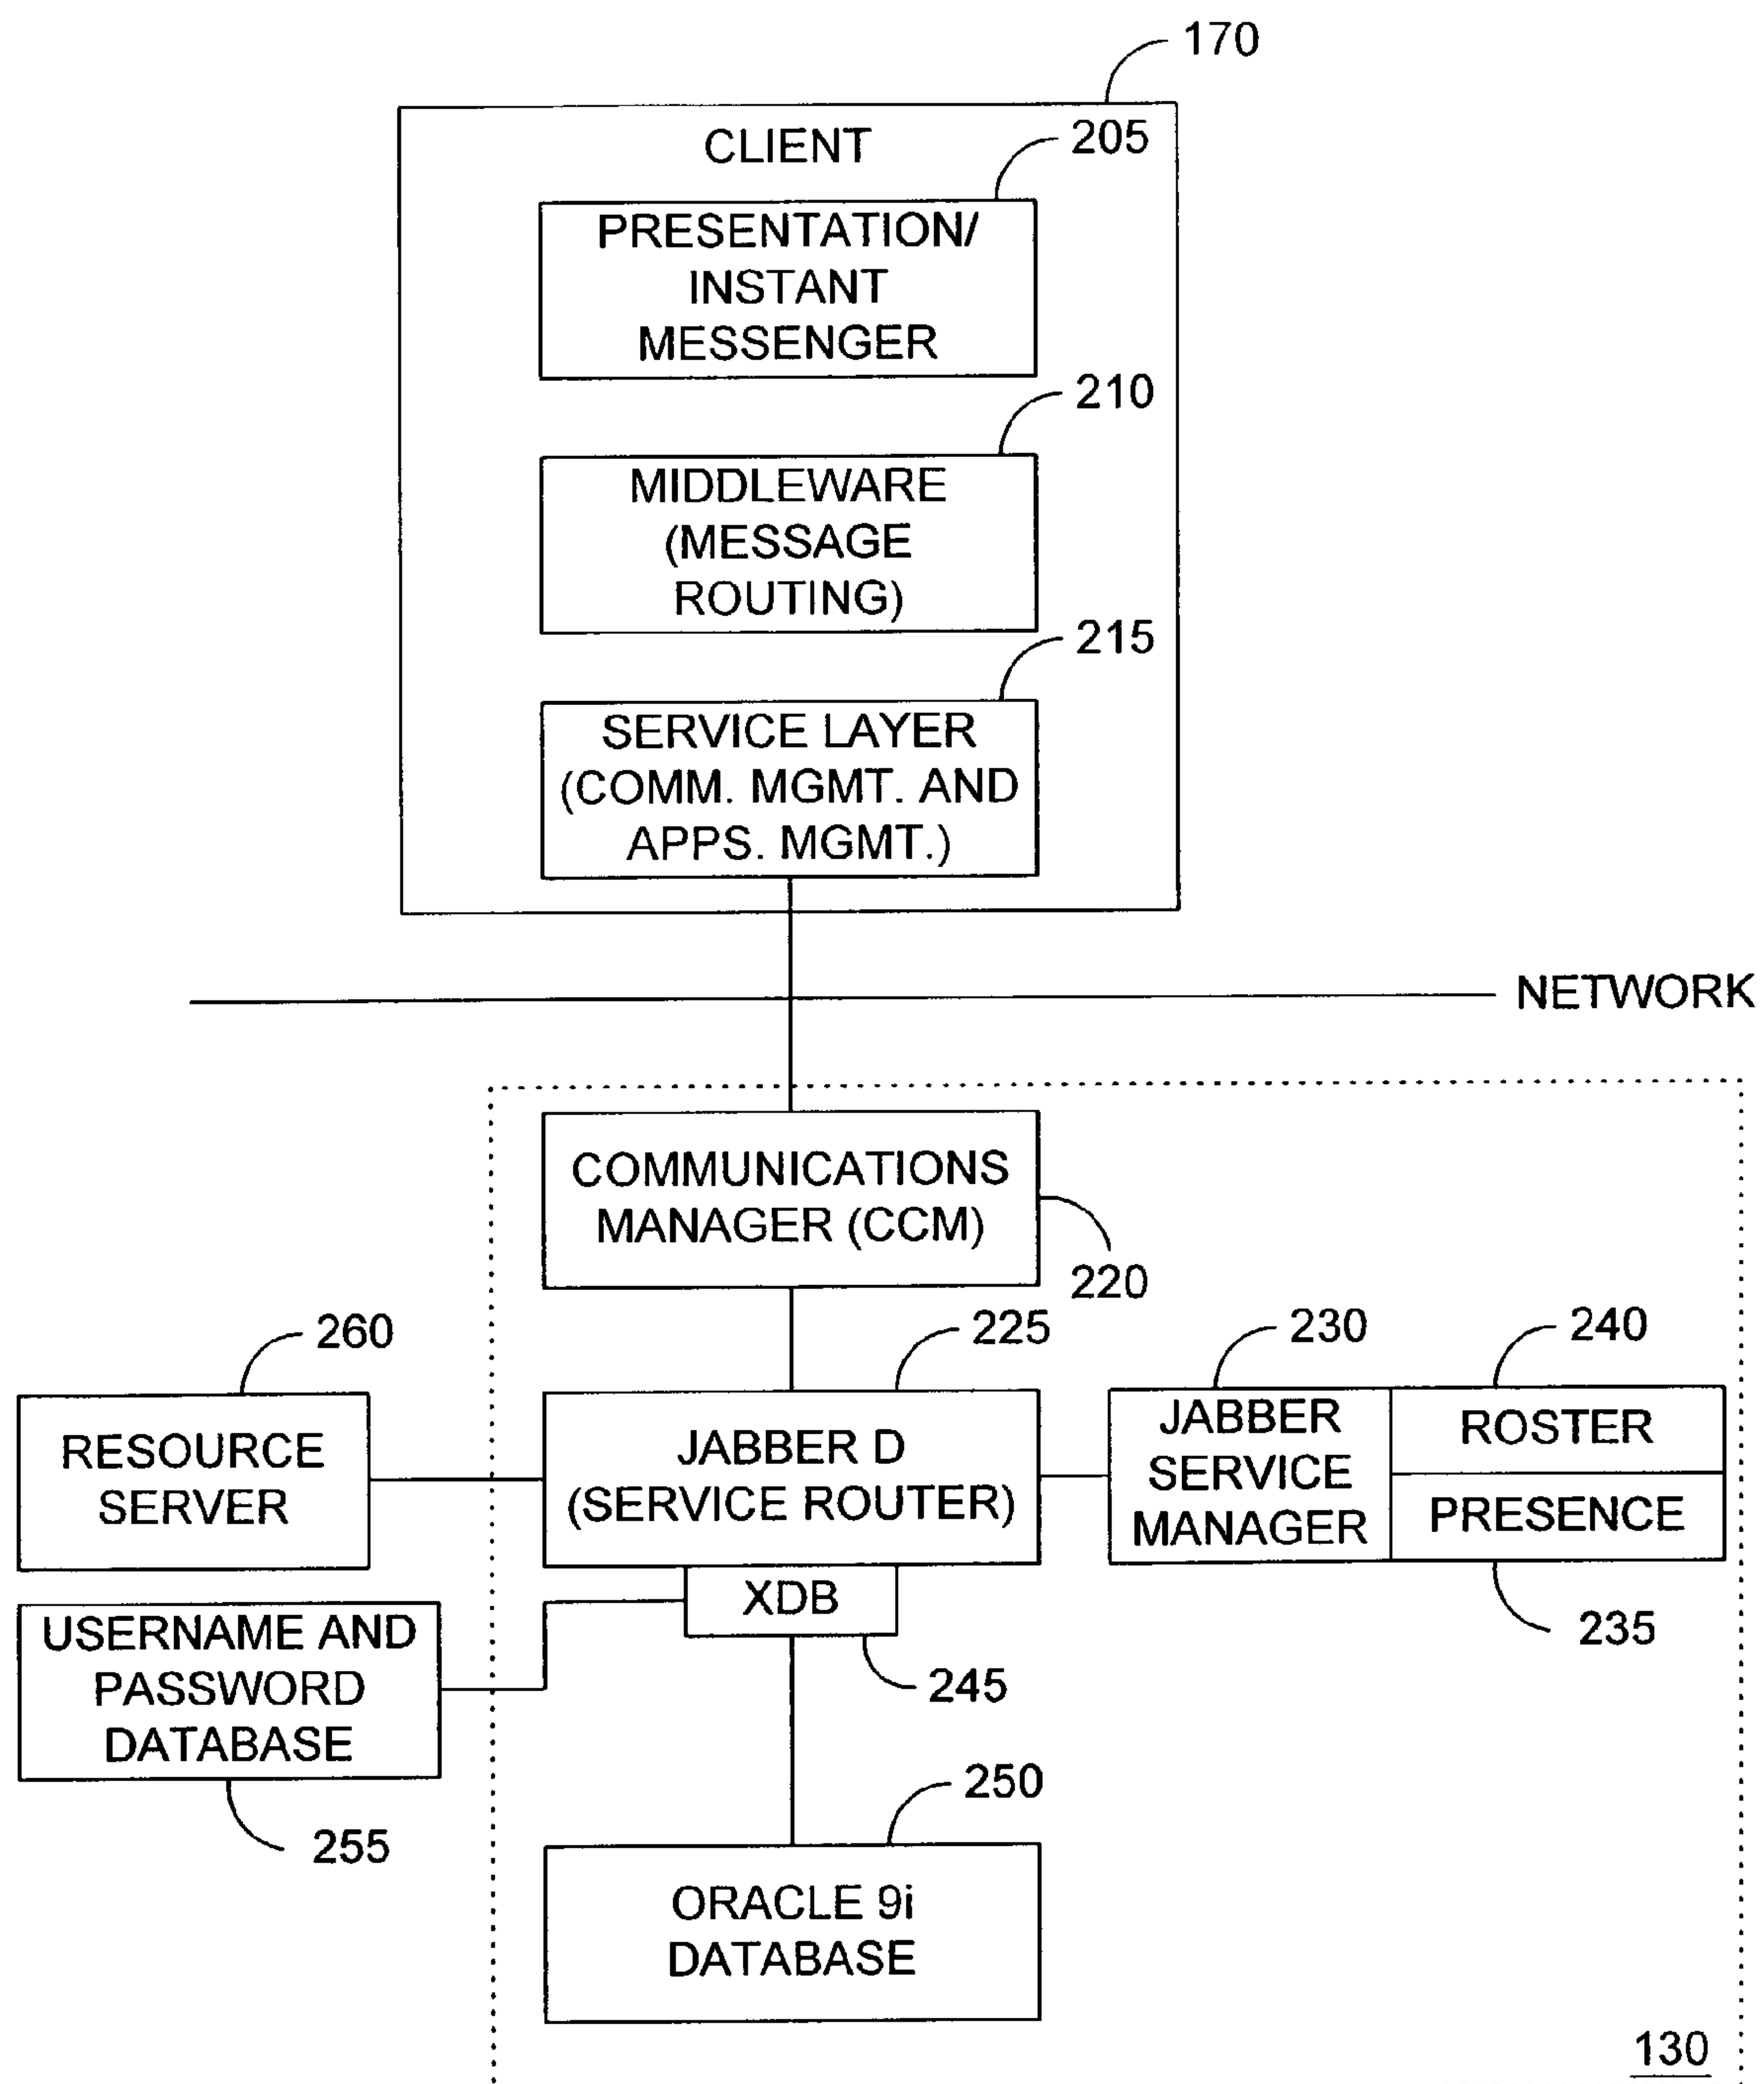 170
CLIENT
205
PRESENTATION/
INSTANT
MESSENGER
210
MIDDLEWARE
(MESSAGE
ROUTING)
215
SERVICE LAYER
(COMM. MGMT. AND
APPS. MGMT.)
NETWORK
COMMUNICATIONS
MANAGER (CCM)
220
260
225
230
240
RESOURCE
SERVER
JABBER D
(SERVICE ROUTER)
JABBER
SERVICE
MANAGER
ROSTER
PRESENCE
235
XDB
245
USERNAME AND
PASSWORD
DATABASE
255
250
ORACLE 9i
DATABASE
130